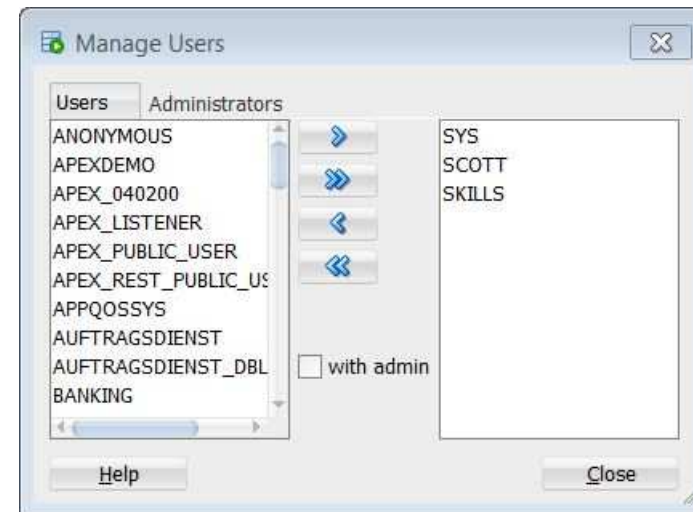 Manage Users
Users Administrators
ANONYMOUS
APEXDEMO
APEX_040200
APEX_LISTENER
APEX_PUBLIC_USER
APEX_REST_PUBLIC_US
APPQOSSYS
AUFTRAGSDIENST
AUFTRAGSDIENST_DBL
BANKING
with admin
SYS
SCOTT
SKILLS
Help
Close